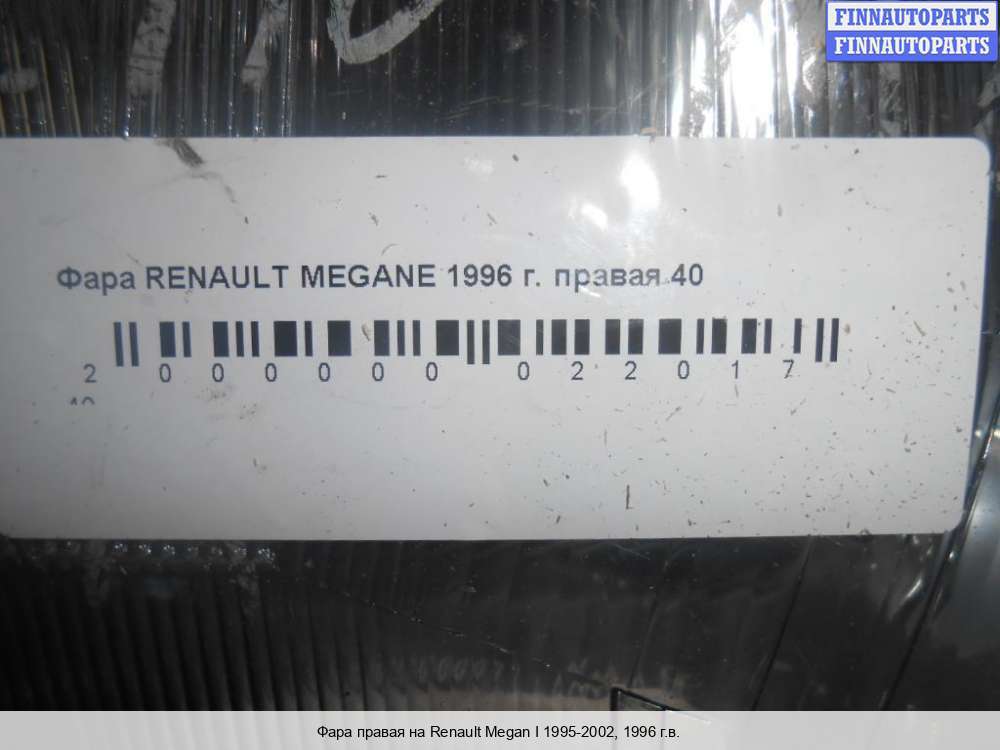 FINNAUTOPARTS
FINNAUTOPARTS
Фара RENAULT MEGANE 1996 г. правая 40
2 000000 022017
Фара правая на Renault Megan I 1995-2002, 1996 г.в.